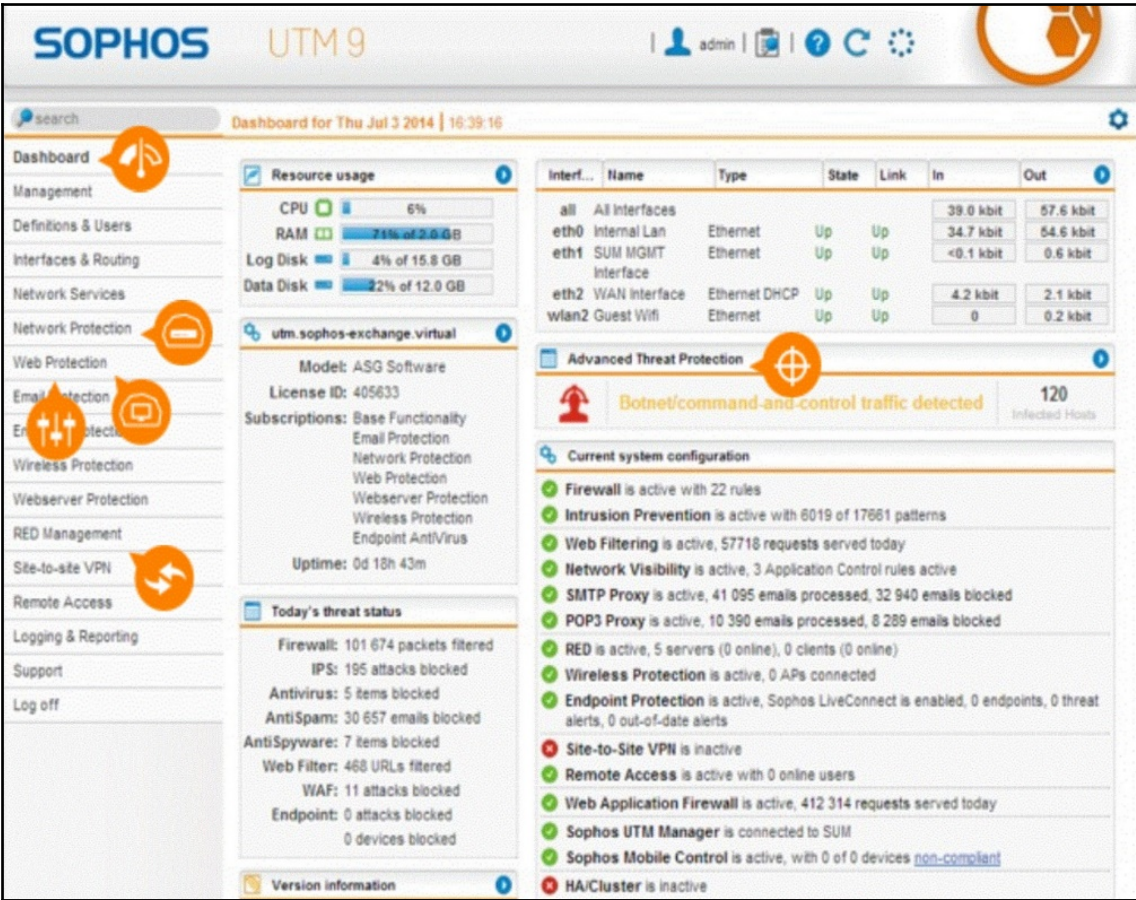 SOPHOS UTM 9
admin
search
Dashboard for Thu Jul 3 2014 | 16:39:16
Dashboard
Management
Definitions & Users
Interfaces & Routing
Network Services
Network Protection
Web Protection
Wireless Protection
Webserver Protection
RED Management
Site-to-site VPN
Remote Access
Logging & Reporting
Support
Log off
Resource usage
CPU 6%
RAM 71% of 2.0 GB
Log Disk 4% of 15.8 GB
Data Disk 22% of 12.0 GB
utm.sophos-exchange.virtual
Model: ASG Software
License ID: 405633
Subscriptions: Base Functionality
Email Protection
Network Protection
Web Protection
Webserver Protection
Wireless Protection
Endpoint AntiVirus
Uptime: 0d 18h 43m
Today's threat status
Firewall: 101 674 packets filtered
IPS: 195 attacks blocked
Antivirus: 5 items blocked
AntiSpam: 30 657 emails blocked
AntiSpyware: 7 items blocked
Web Filter: 468 URLs filtered
WAF: 11 attacks blocked
Endpoint: 0 attacks blocked
0 devices blocked
Version information
Interf... Name Type State Link In Out
all All Interfaces 39.0 kbit 57.6 kbit
eth0 Internal Lan Ethernet Up Up 34.7 kbit 54.6 kbit
eth1 SUM MGMT Ethernet Up Up <0.1 kbit 0.6 kbit
Interface
eth2 WAN Interface Ethernet DHCP Up Up 4.2 kbit 2.1 kbit
wlan2 Guest Wifi Ethernet Up Up 0 0.2 kbit
Advanced Threat Protection
Botnet/command-and-control traffic detected 120
Infected Hosts
Current system configuration
Firewall is active with 22 rules
Intrusion Prevention is active with 6019 of 17661 patterns
Web Filtering is active, 57718 requests served today
Network Visibility is active, 3 Application Control rules active
SMTP Proxy is active, 41 095 emails processed, 32 940 emails blocked
POP3 Proxy is active, 10 390 emails processed, 8 289 emails blocked
RED is active, 5 servers (0 online), 0 clients (0 online)
Wireless Protection is active, 0 APs connected
Endpoint Protection is active, Sophos LiveConnect is enabled, 0 endpoints, 0 threat
alerts, 0 out-of-date alerts
Site-to-Site VPN is inactive
Remote Access is active with 0 online users
Web Application Firewall is active, 412 314 requests served today
Sophos UTM Manager is connected to SUM
Sophos Mobile Control is active, with 0 of 0 devices non-compliant
HA/Cluster is inactive